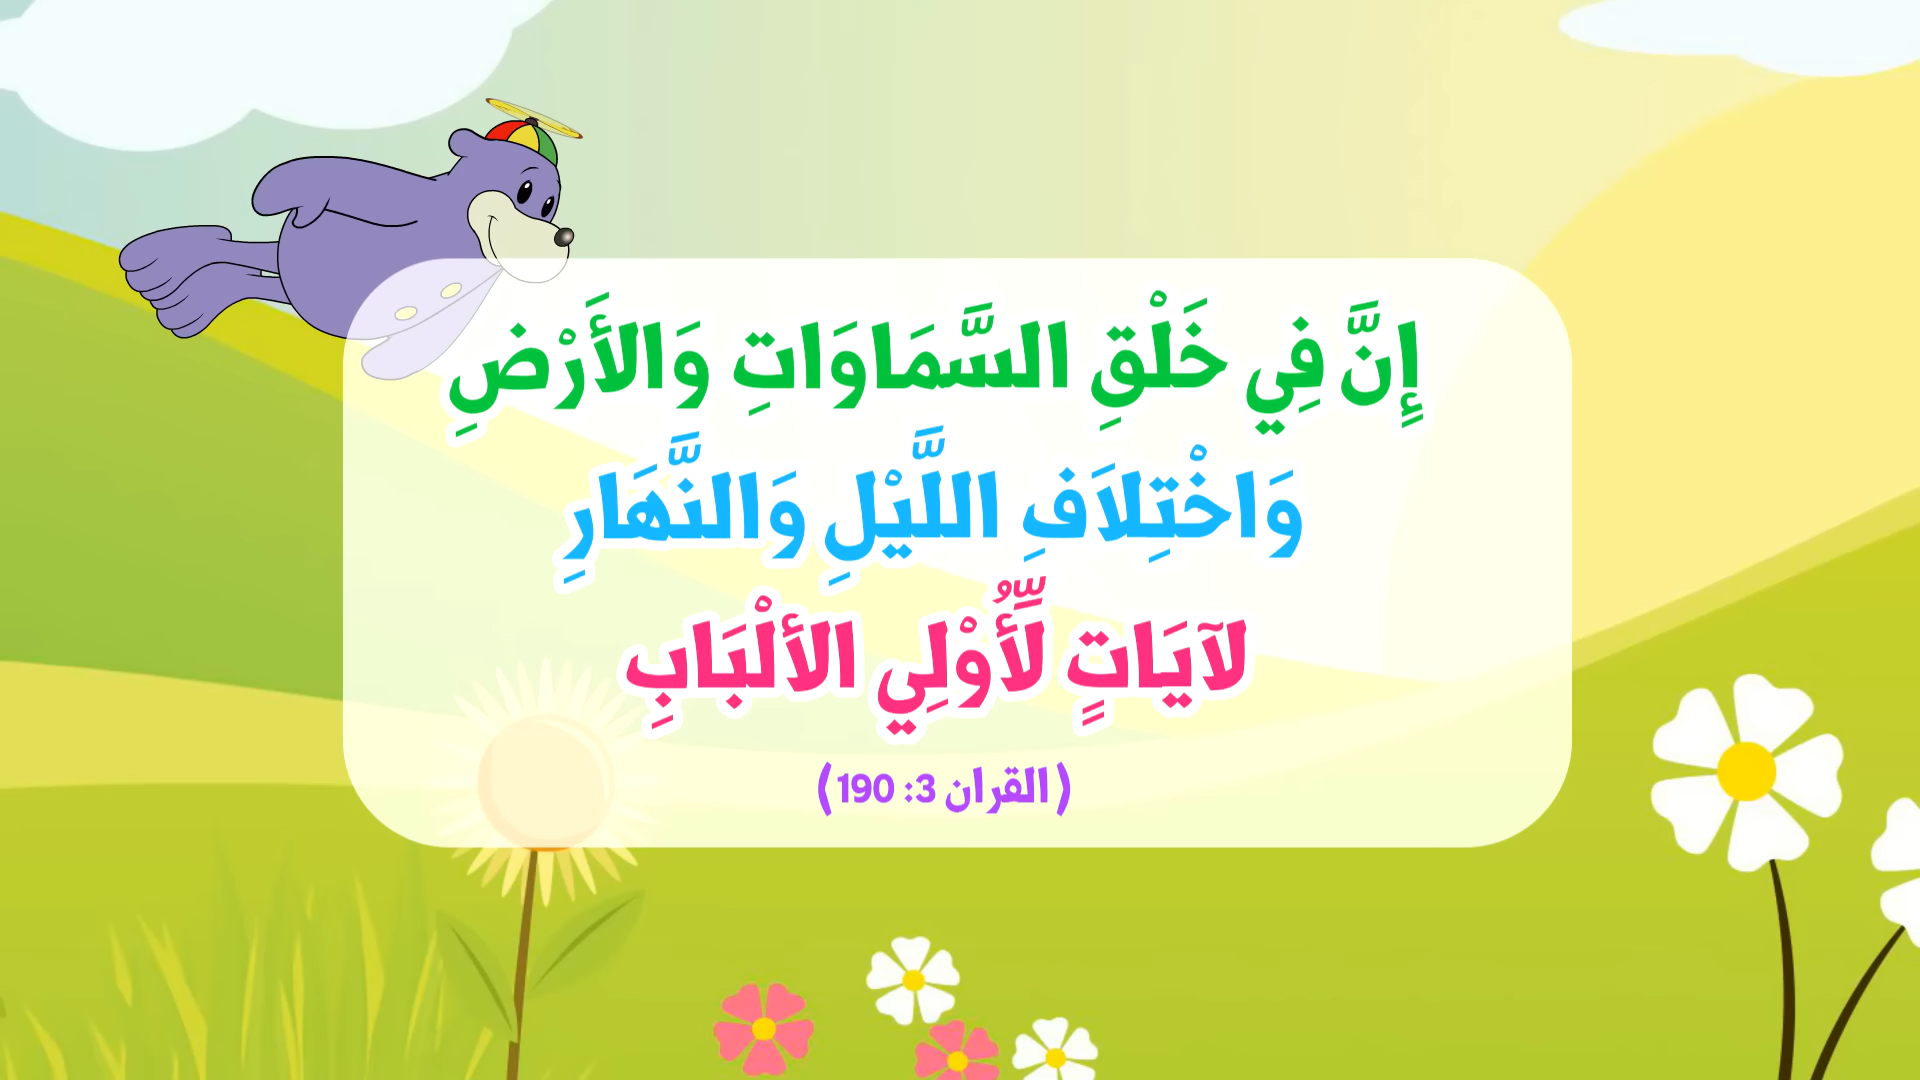 إِنَّ فِي خَلْقِ السَّمَاوَاتِ وَالأَرْضِ
وَاخْتِلاَفِ اللَّيْلِ وَالنَّهَارِ
لآيَاتٍ لِّأُوْلِي الألْبَابِ
(القران 3: 190)